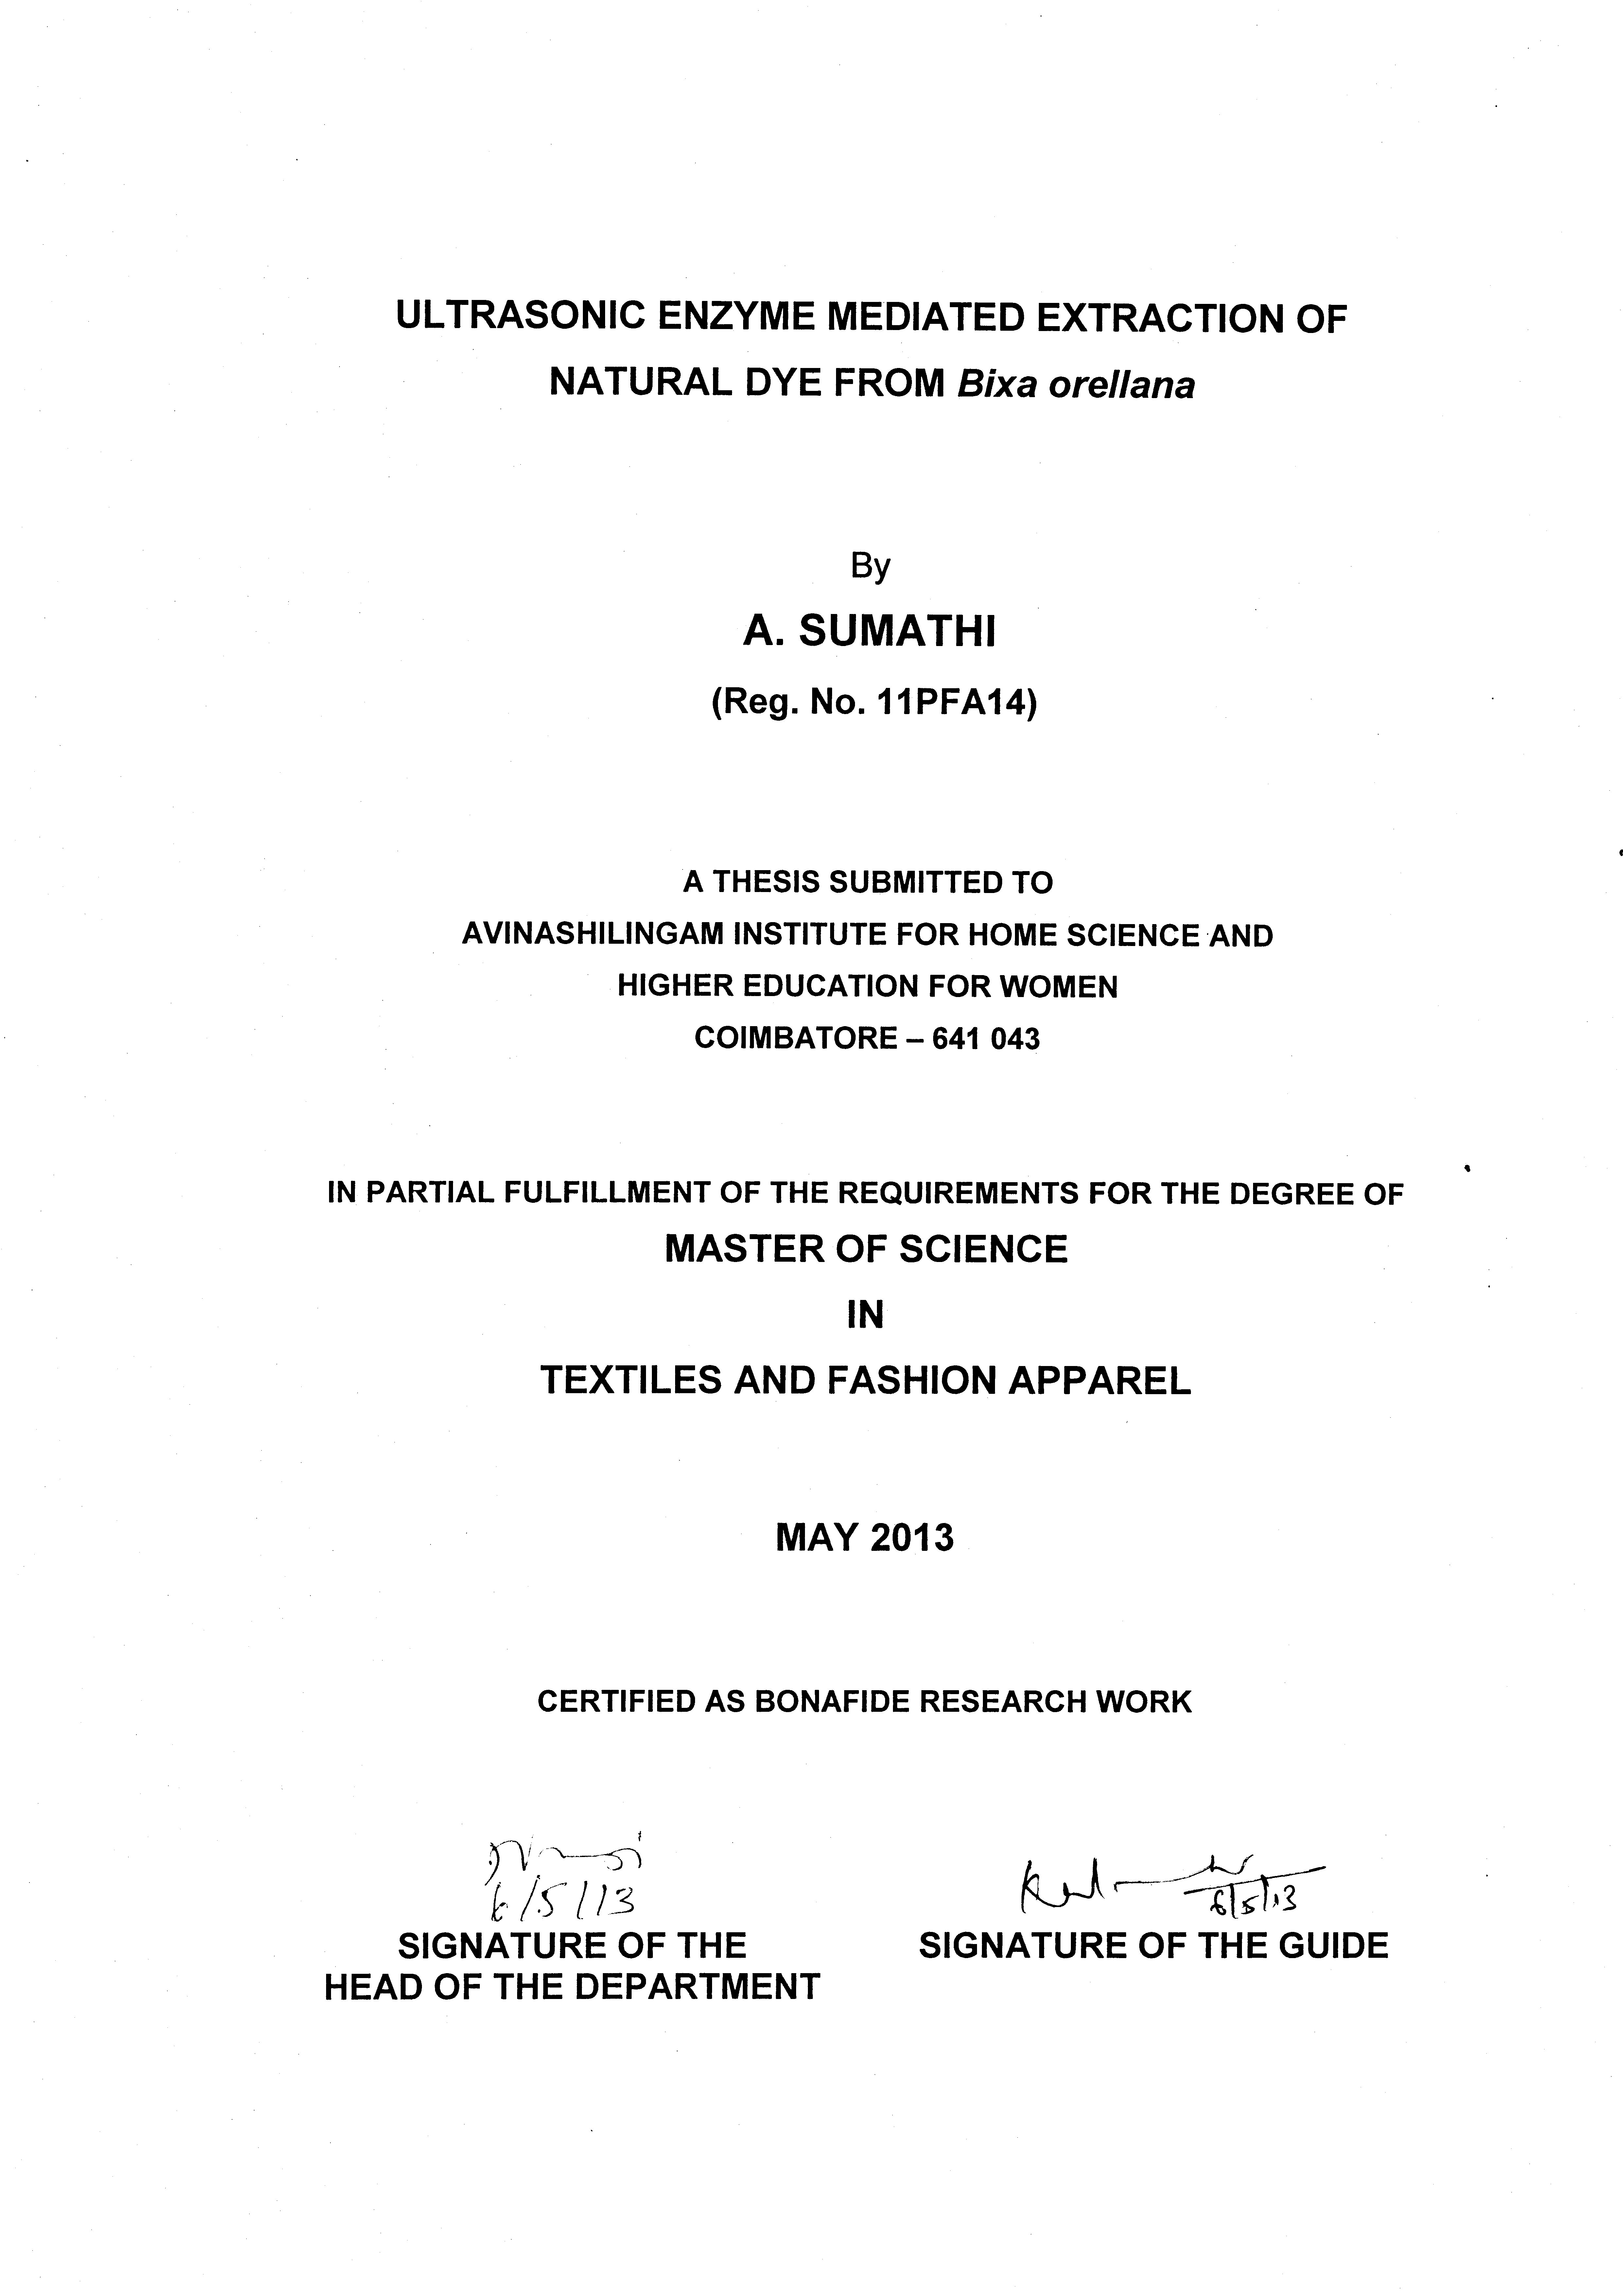 ULTRASONIC ENZYME MEDIATED EXTRACTION OF
NATURAL DYE FROM Bixa orellana
By
A. SUMATHI
(Reg. No. 11PFA14)
A THESIS SUBMITTED TO
AVINASHILINGAM INSTITUTE FOR HOME SCIENCE AND
HIGHER EDUCATION FOR WOMEN
COIMBATORE – 641 043
IN PARTIAL FULFILLMENT OF THE REQUIREMENTS FOR THE DEGREE OF
MASTER OF SCIENCE
IN
TEXTILES AND FASHION APPAREL
MAY 2013
CERTIFIED AS BONAFIDE RESEARCH WORK
6/5/13
6/5/13
SIGNATURE OF THE
HEAD OF THE DEPARTMENT
SIGNATURE OF THE GUIDE